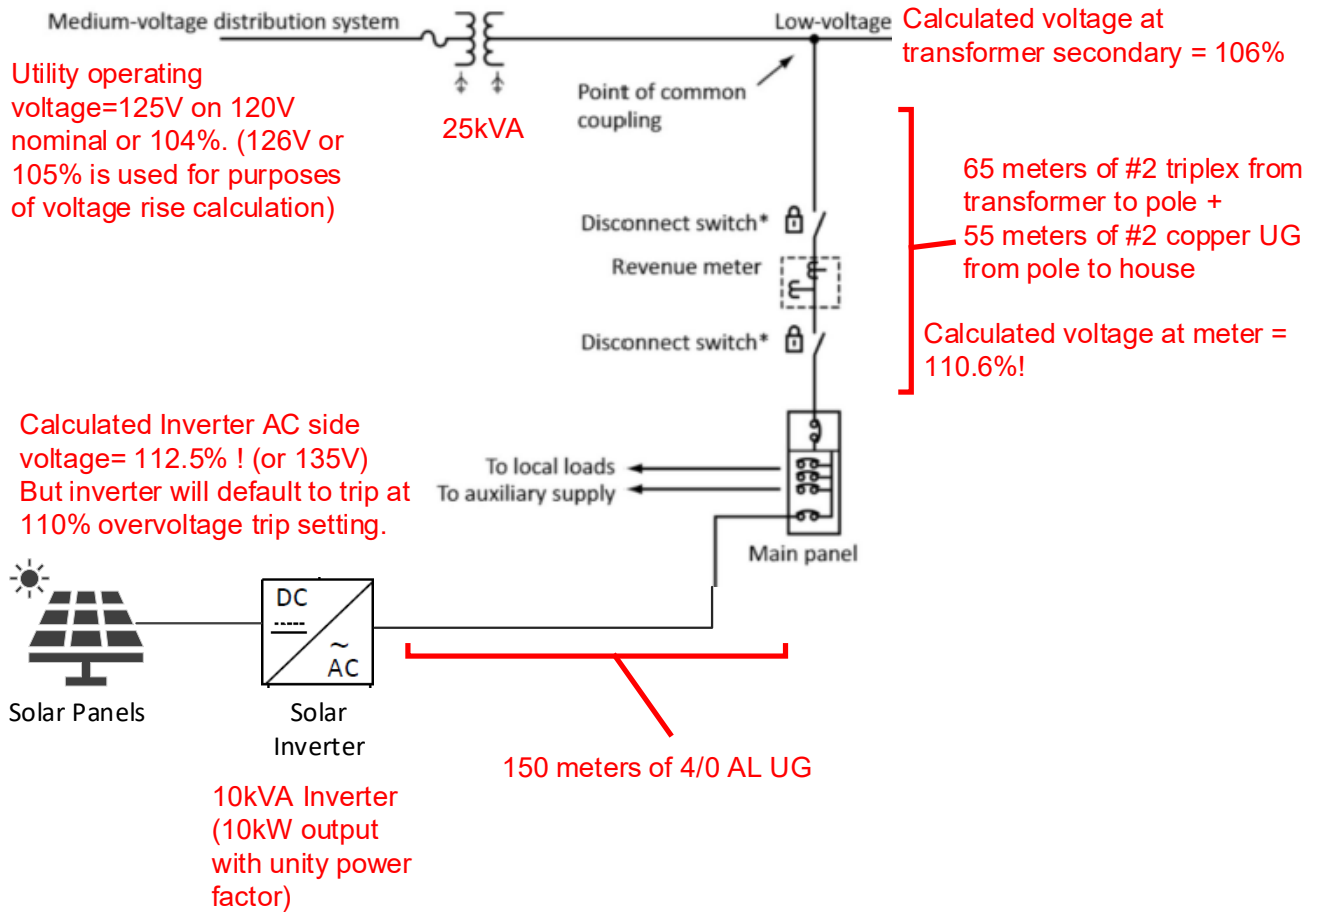 Medium-voltage distribution system
Low-voltage
Calculated voltage at
transformer secondary = 106%
Utility operating
voltage=125V on 120V
nominal or 104%. (126V or
105% is used for purposes
of voltage rise calculation)
25kVA
Point of common
coupling
65 meters of #2 triplex from
transformer to pole +
55 meters of #2 copper UG
from pole to house
Disconnect switch*
Revenue meter
Disconnect switch*
Calculated voltage at meter =
110.6%!
Calculated Inverter AC side
voltage= 112.5% ! (or 135V)
But inverter will default to trip at
110% overvoltage trip setting.
To local loads
To auxiliary supply
Main panel
DC
AC
Solar Panels
Solar
Inverter
150 meters of 4/0 AL UG
10kVA Inverter
(10kW output
with unity power
factor)